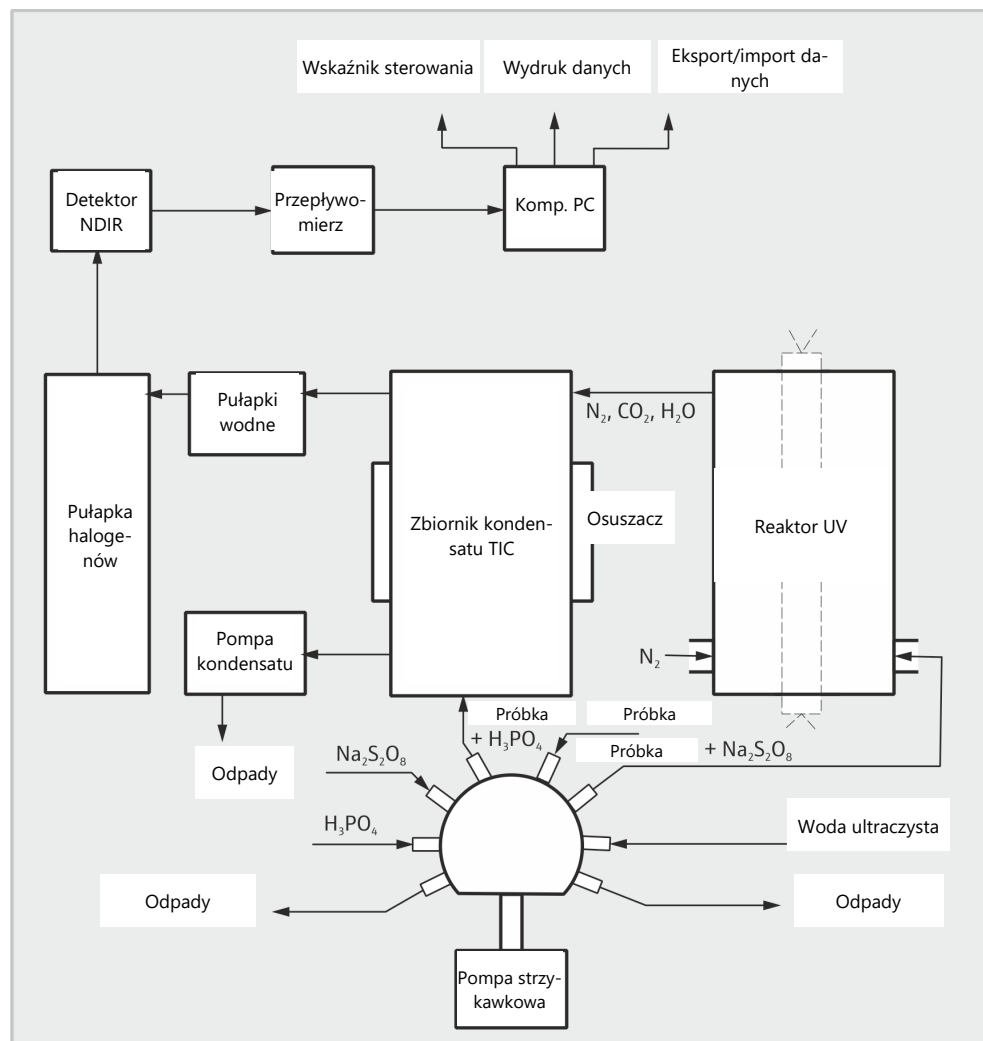 Wskaźnik sterowania
Wydruk danych
Eksport/import da-
nych
Detektor
NDIR
Przepływo-
mierz
Komp. PC
Pułapki
wodne
N₂, CO₂, H₂O
Pułapka
haloge-
nów
Zbiornik konden-
satu TIC
Osuszacz
Reaktor UV
Pompa
kondensatu
N₂
Próbka
+ H₃PO₄
Próbka
Próbka + Na₂S₂O₈
Odpady
Na₂S₂O₈
H₃PO₄
Woda ultraczysta
Odpady
Odpady
Pompa strzy-
kawkowa